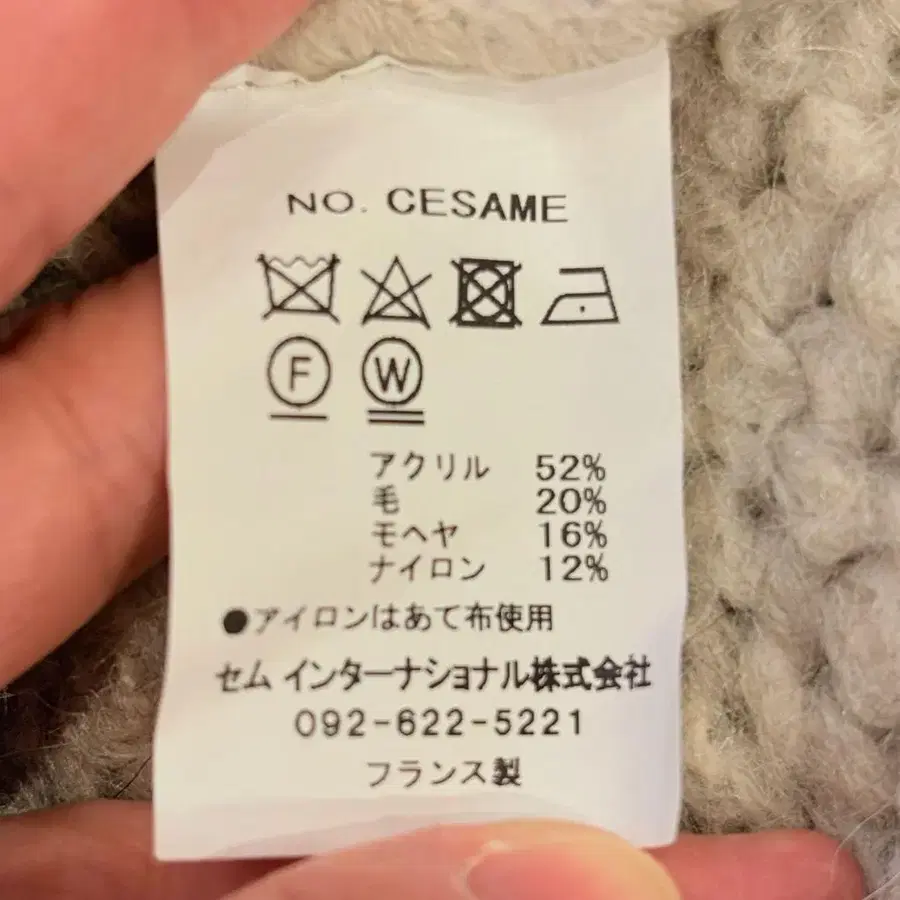 NO. CESAME
F W
アクリル 52%
毛 20%
モヘヤ 16%
ナイロン 12%
●アイロンはあて布使用
セム インターナショナル株式会社
092-622-5221
フランス製